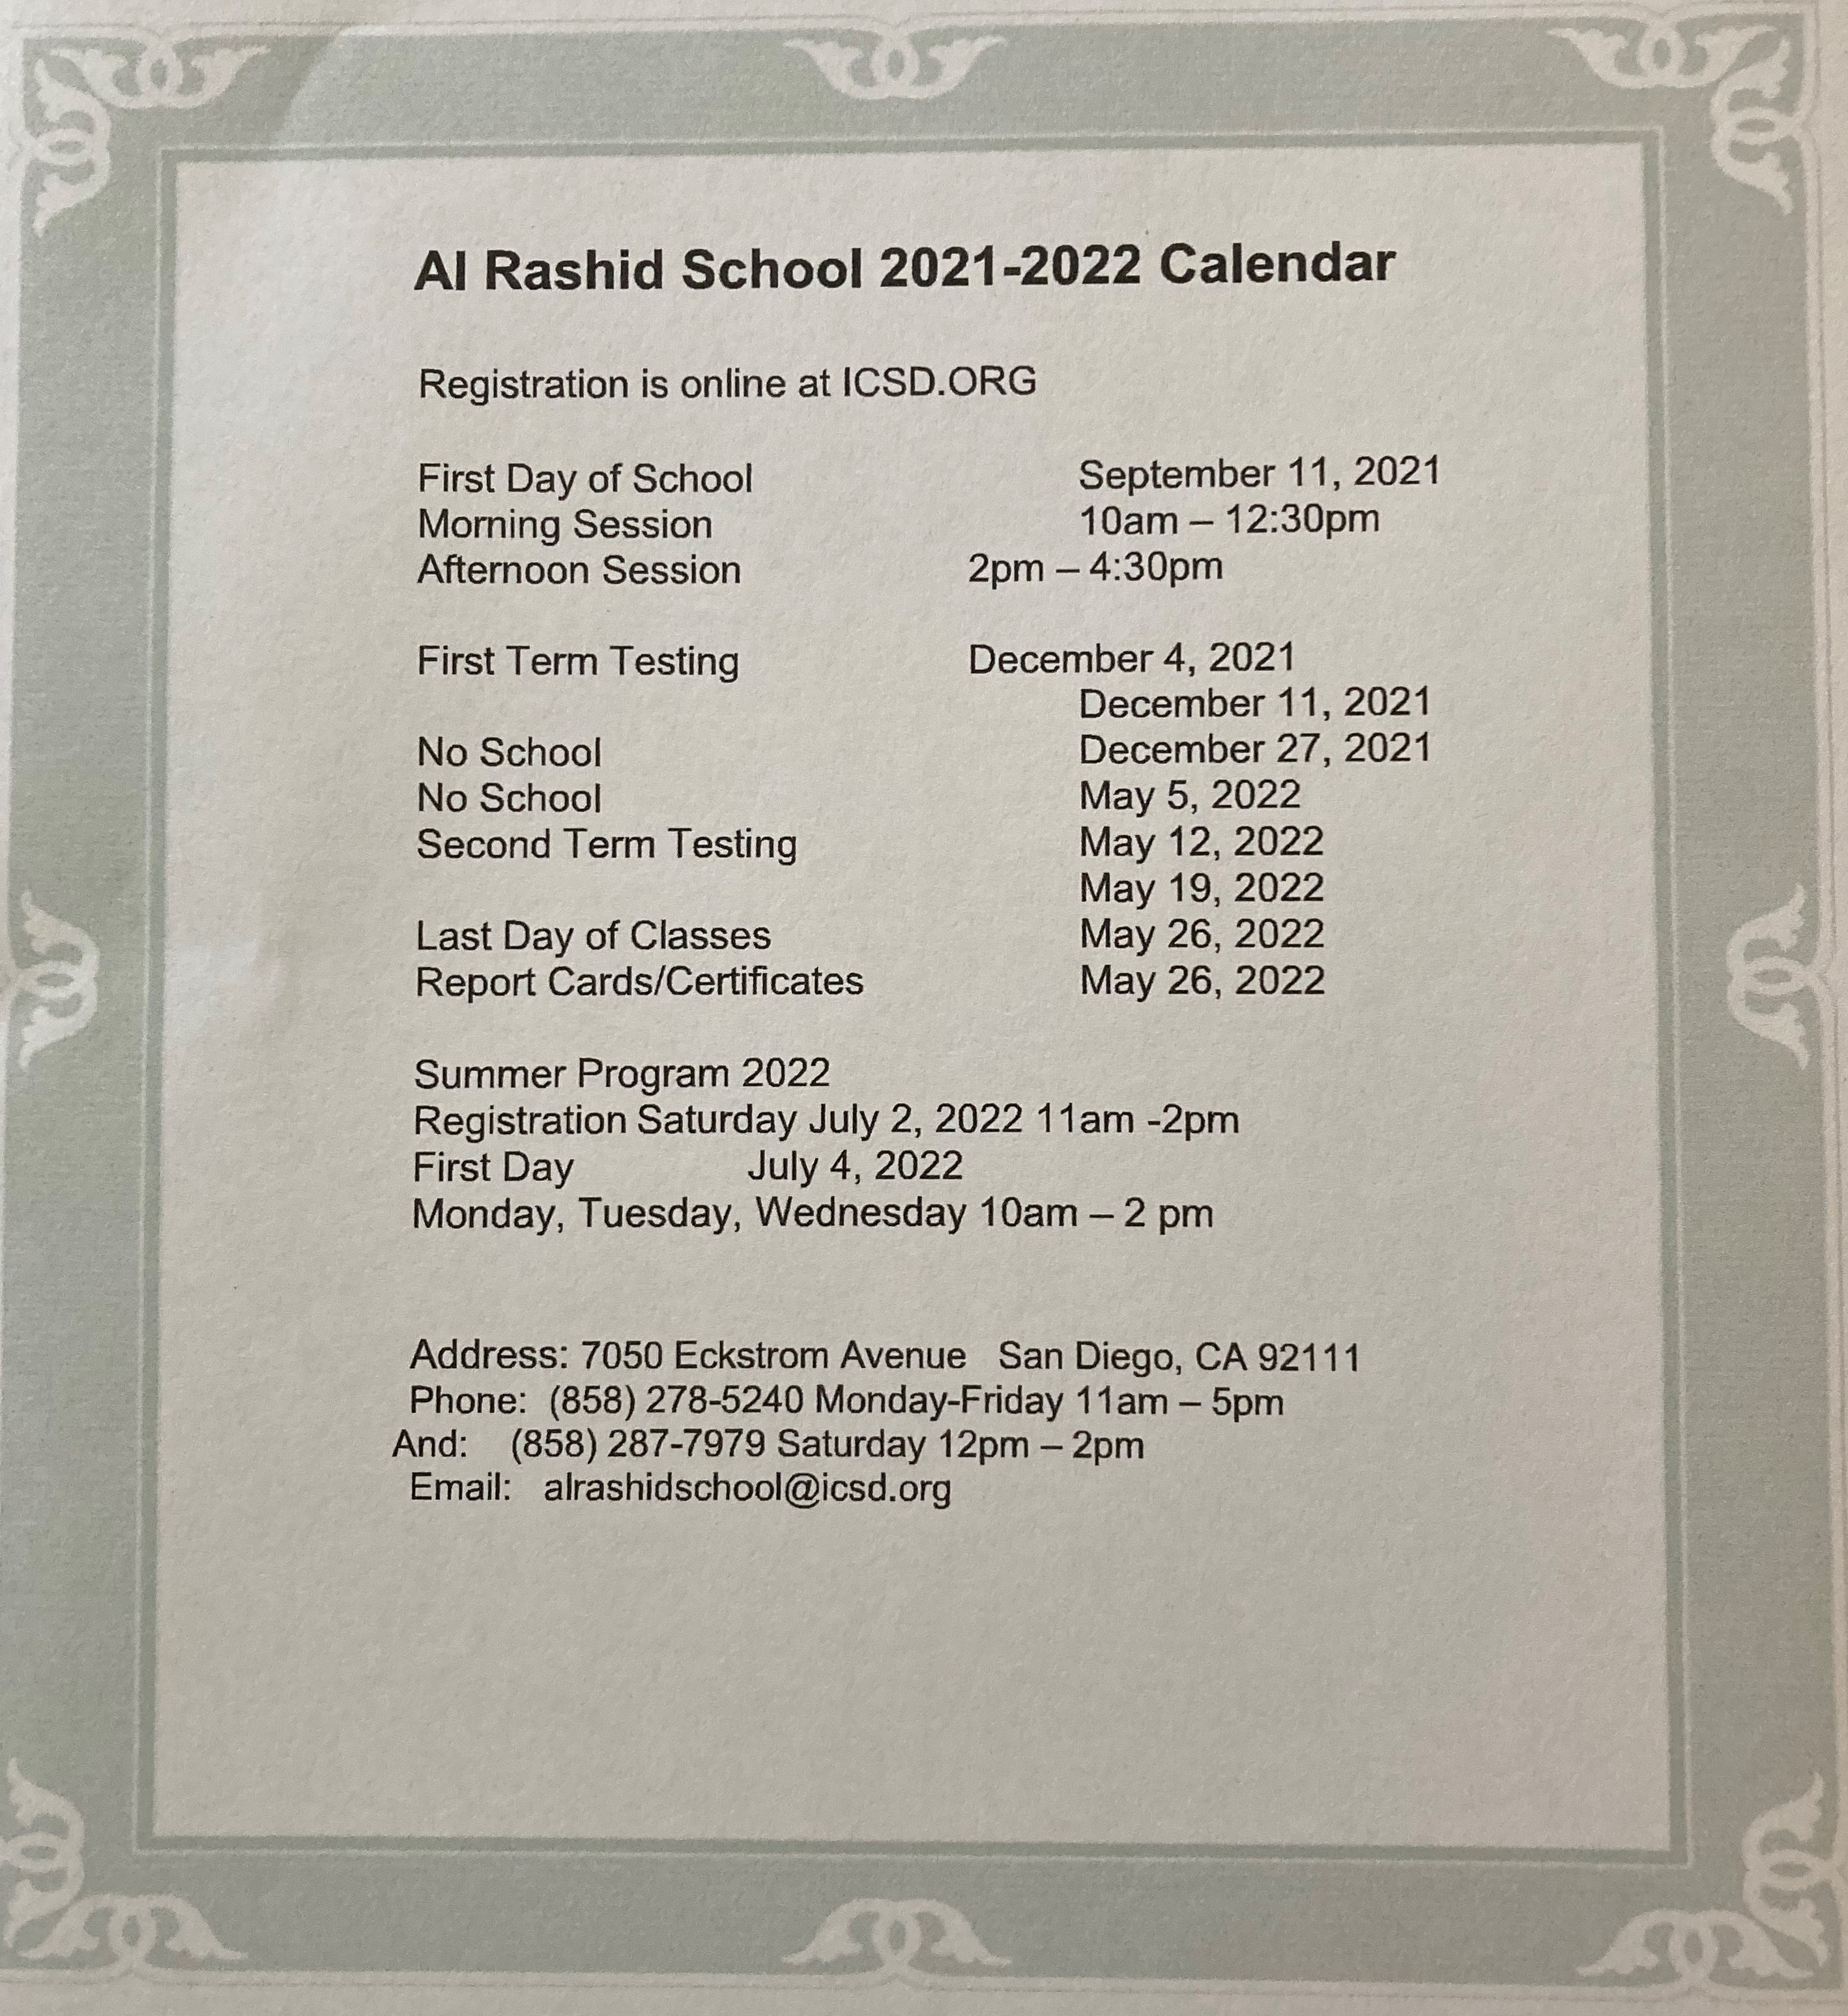 Al Rashid School 2021-2022 Calendar
Registration is online at ICSD.ORG
First Day of School September 11, 2021
Morning Session 10am – 12:30pm
Afternoon Session 2pm – 4:30pm
First Term Testing December 4, 2021
December 11, 2021
No School December 27, 2021
No School May 5, 2022
Second Term Testing May 12, 2022
May 19, 2022
Last Day of Classes May 26, 2022
Report Cards/Certificates May 26, 2022
Summer Program 2022
Registration Saturday July 2, 2022 11am -2pm
First Day July 4, 2022
Monday, Tuesday, Wednesday 10am – 2 pm
Address: 7050 Eckstrom Avenue San Diego, CA 92111
Phone: (858) 278-5240 Monday-Friday 11am – 5pm
And: (858) 287-7979 Saturday 12pm – 2pm
Email: alrashidschool@icsd.org